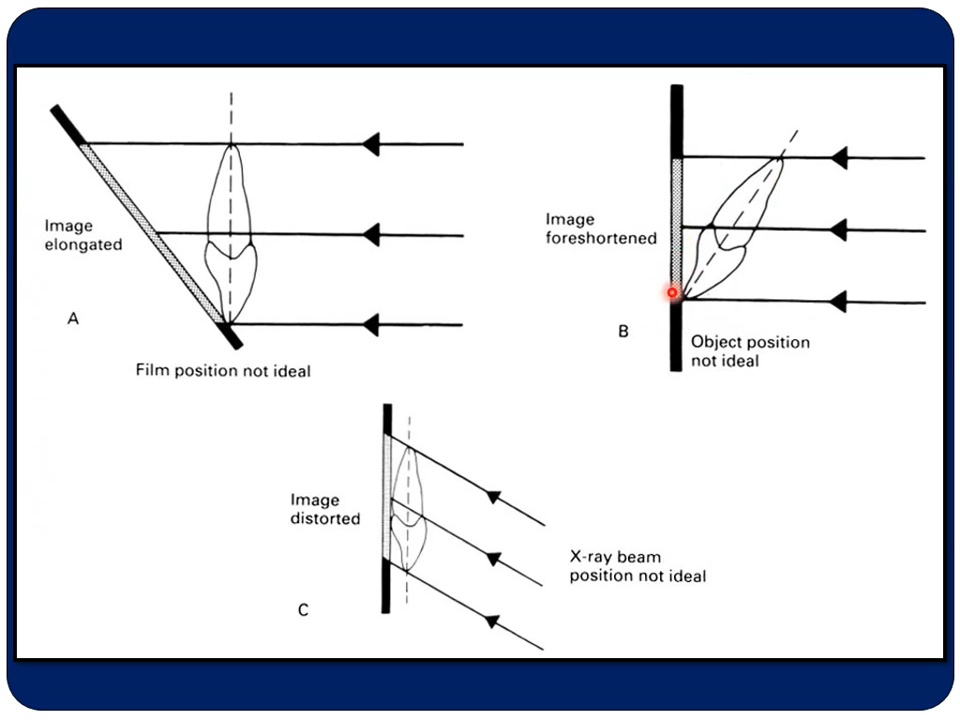 Image
elongated
A
Film position not ideal
Image
foreshortened
B
Object position
not ideal
Image
distorted
C
X-ray beam
position not ideal